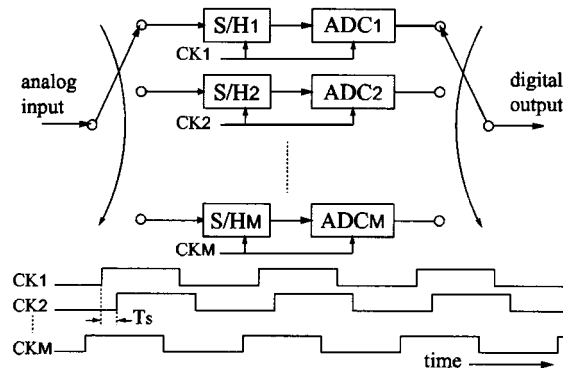 S/H1 ADC1
CK1
analog input
digital output
S/H2 ADC2
CK2
S/HM ADCM
CKM
CK1
CK2
Ts
CKM
time